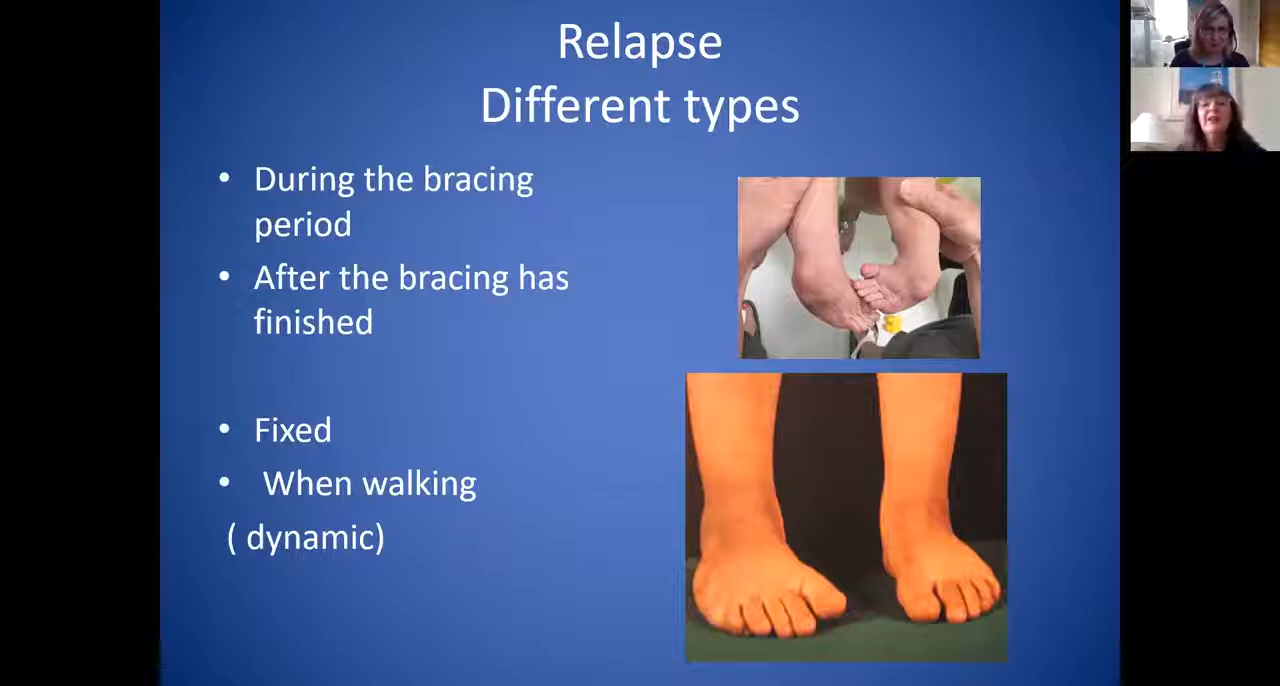 Relapse
Different types
• During the bracing
period
• After the bracing has
finished
• Fixed
• When walking
( dynamic)